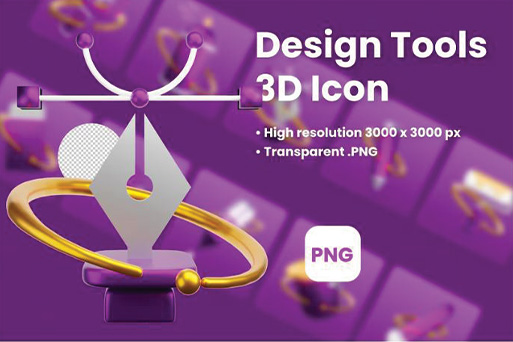 Design Tools
3D Icon
• High resolution 3000 x 3000 px
• Transparent .PNG
PNG